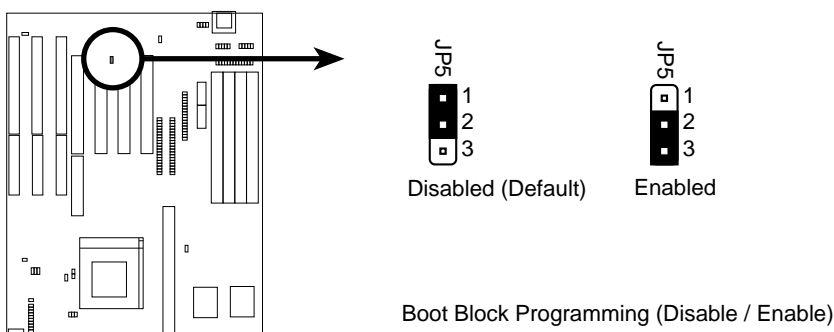 JP5
1
2
3
Disabled (Default)
JP5
1
2
3
Enabled
Boot Block Programming (Disable / Enable)